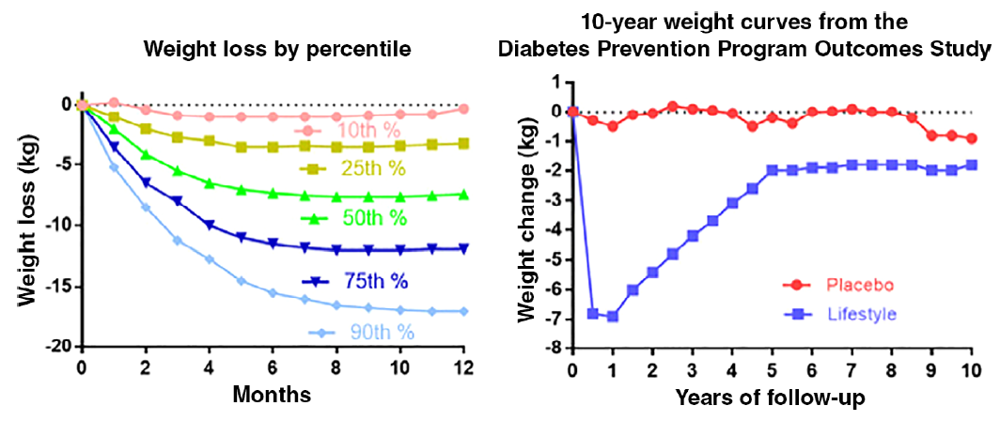 Weight loss by percentile
Weight loss (kg)
0
-5
-10
-15
-20
10th %
25th %
50th %
75th %
90th %
0 2 4 6 8 10 12
Months
10-year weight curves from the
Diabetes Prevention Program Outcomes Study
Weight change (kg)
1
0
-1
-2
-3
-4
-5
-6
-7
-8
Placebo
Lifestyle
0 1 2 3 4 5 6 7 8 9 10
Years of follow-up